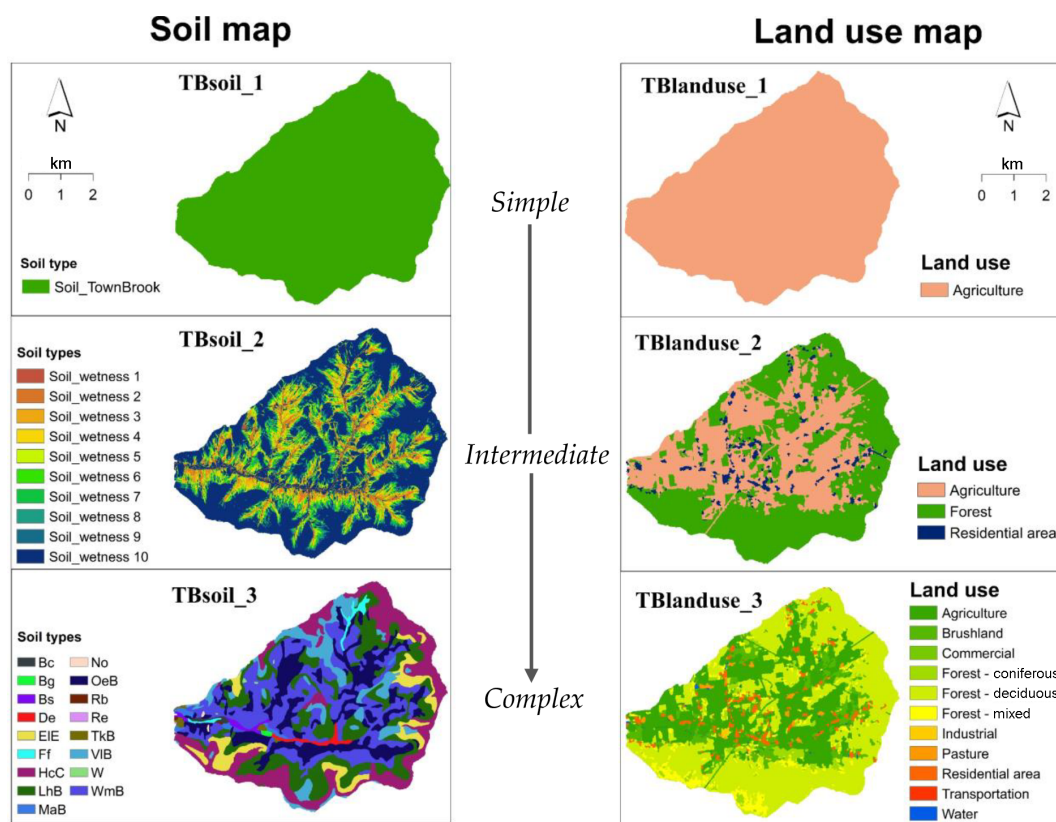 Soil map
Land use map
TBsoil_1
N
km
0 1 2
Soil type
Soil_TownBrook
TBsoil_2
Soil types
Soil_wetness 1
Soil_wetness 2
Soil_wetness 3
Soil_wetness 4
Soil_wetness 5
Soil_wetness 6
Soil_wetness 7
Soil_wetness 8
Soil_wetness 9
Soil_wetness 10
TBsoil_3
Soil types
Bc No
Bg OeB
Bs Rb
De Re
ElE TkB
Ff VlB
HcC W
LhB WmB
MaB
Simple
Intermediate
Complex
TBlanduse_1
N
km
0 1 2
Land use
Agriculture
TBlanduse_2
Land use
Agriculture
Forest
Residential area
TBlanduse_3
Land use
Agriculture
Brushland
Commercial
Forest - coniferous
Forest - deciduous
Forest - mixed
Industrial
Pasture
Residential area
Transportation
Water